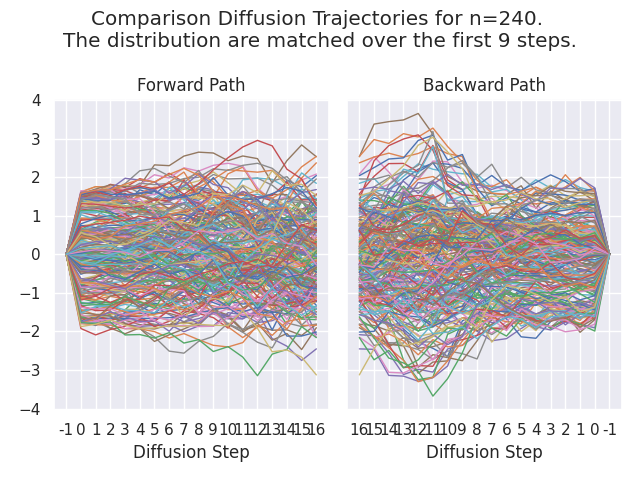 Comparison Diffusion Trajectories for n=240.
The distribution are matched over the first 9 steps.
Forward Path
Backward Path
4
3
2
1
0
−1
−2
−3
−4
-1 0 1 2 3 4 5 6 7 8 9 10 11 12 13 14 15 16
16 15 14 13 12 11 10 9 8 7 6 5 4 3 2 1 0 -1
Diffusion Step
Diffusion Step